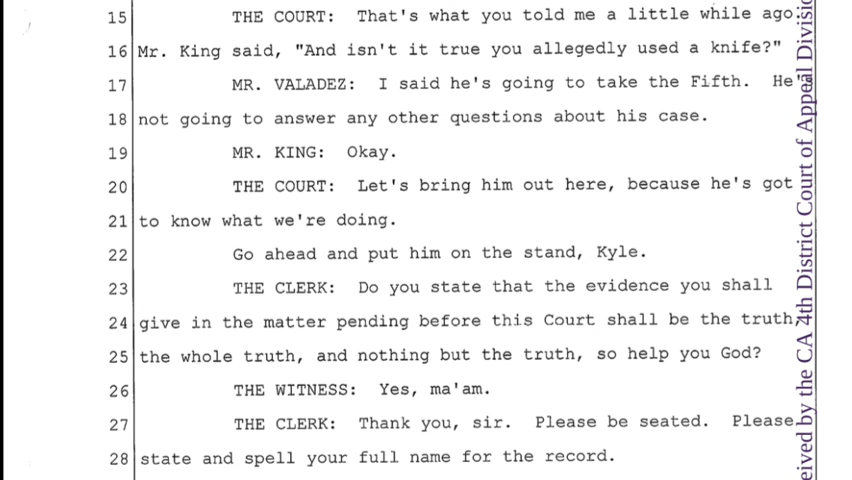 15 THE COURT: That's what you told me a little while ago.
16 Mr. King said, "And isn't it true you allegedly used a knife?"
17 MR. VALADEZ: I said he's going to take the Fifth. He's
18 not going to answer any other questions about his case.
19 MR. KING: Okay.
20 THE COURT: Let's bring him out here, because he's got
21 to know what we're doing.
22 Go ahead and put him on the stand, Kyle.
23 THE CLERK: Do you state that the evidence you shall
24 give in the matter pending before this Court shall be the truth,
25 the whole truth, and nothing but the truth, so help you God?
26 THE WITNESS: Yes, ma'am.
27 THE CLERK: Thank you, sir. Please be seated. Please
28 state and spell your full name for the record.
eived by the CA 4th District Court of Appeal Divisio